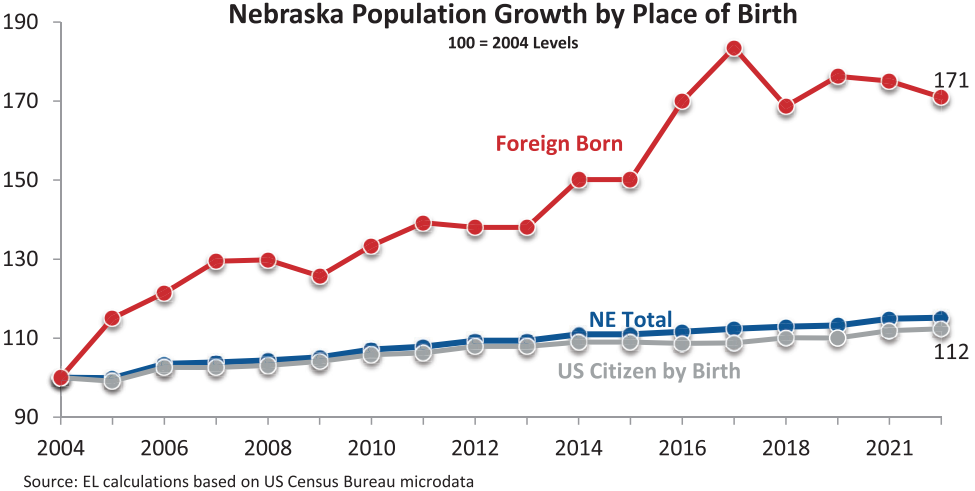 Nebraska Population Growth by Place of Birth
100 = 2004 Levels
190
170
150
130
110
90
171
Foreign Born
NE Total
112
US Citizen by Birth
2004 2006 2008 2010 2012 2014 2016 2018 2021
Source: EL calculations based on US Census Bureau microdata